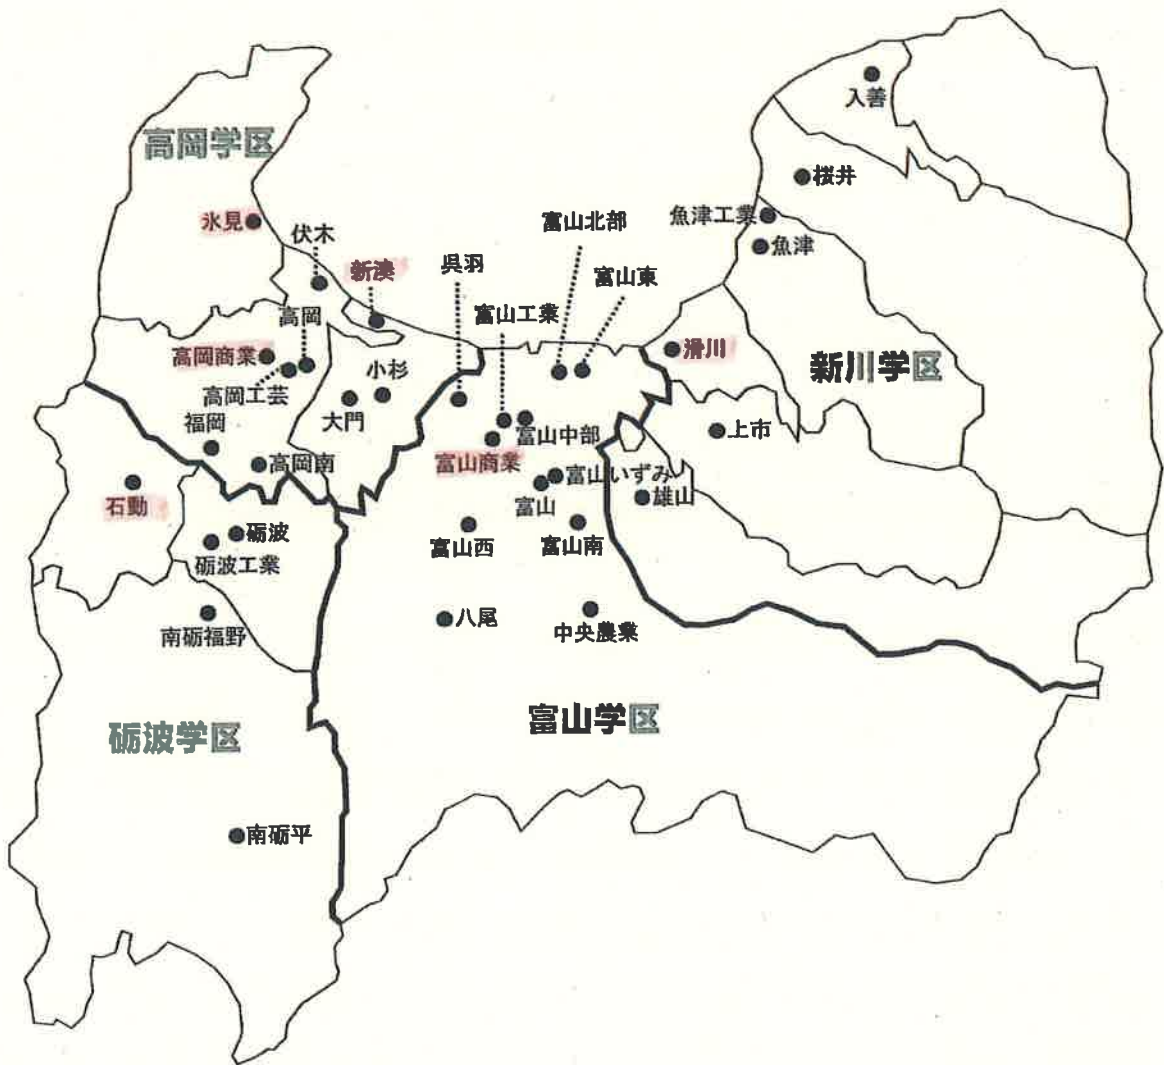 高岡学区
氷見
伏木
新湊
高岡
高岡商業
高岡工芸
小杉
大門
福岡
高岡南
石動
砺波
砺波工業
南砺福野
砺波学区
南砺平
呉羽
富山北部
富山東
富山工業
富山中部
富山商業
富山いずみ
富山
富山西
富山南
八尾
中央農業
富山学区
入善
桜井
魚津工業
魚津
滑川
新川学区
上市
雄山